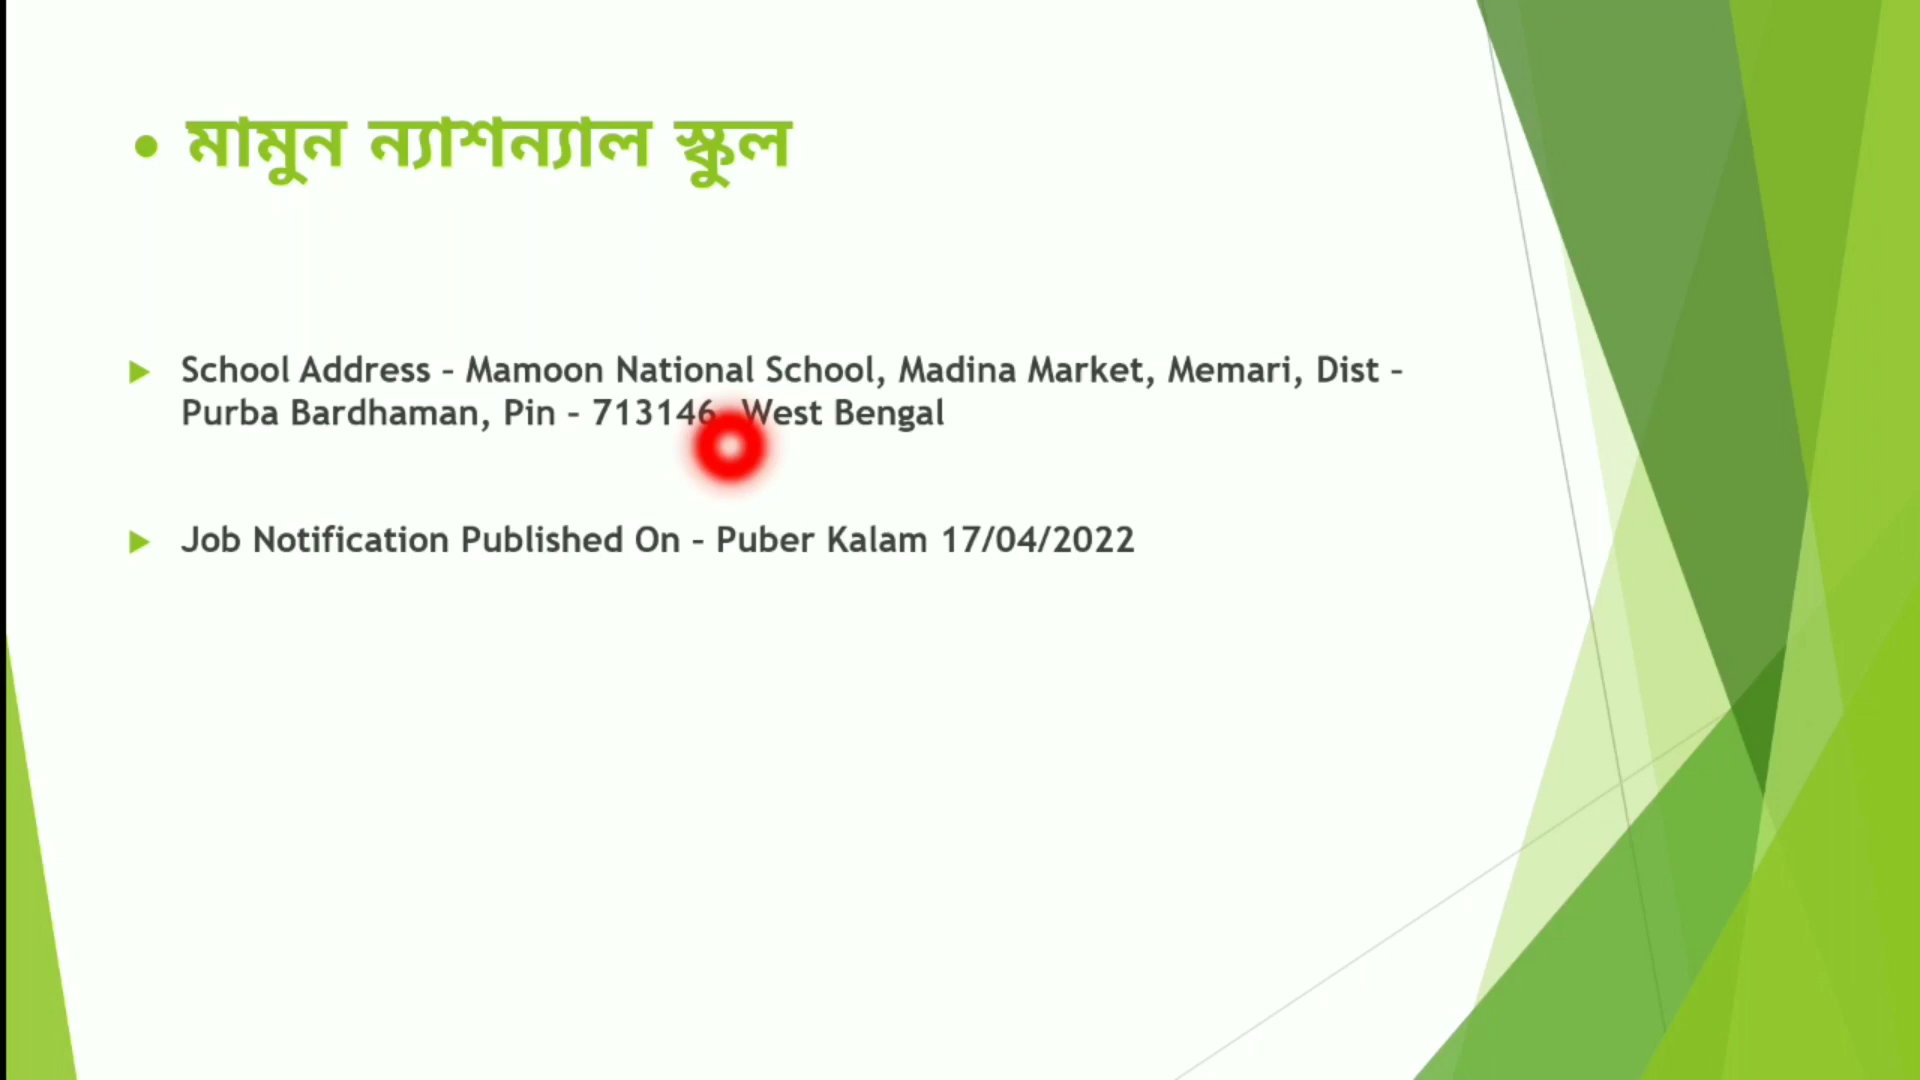 • মামুন ন্যাশন্যাল স্কুল
School Address – Mamoon National School, Madina Market, Memari, Dist –
Purba Bardhaman, Pin – 713146, West Bengal
Job Notification Published On – Puber Kalam 17/04/2022